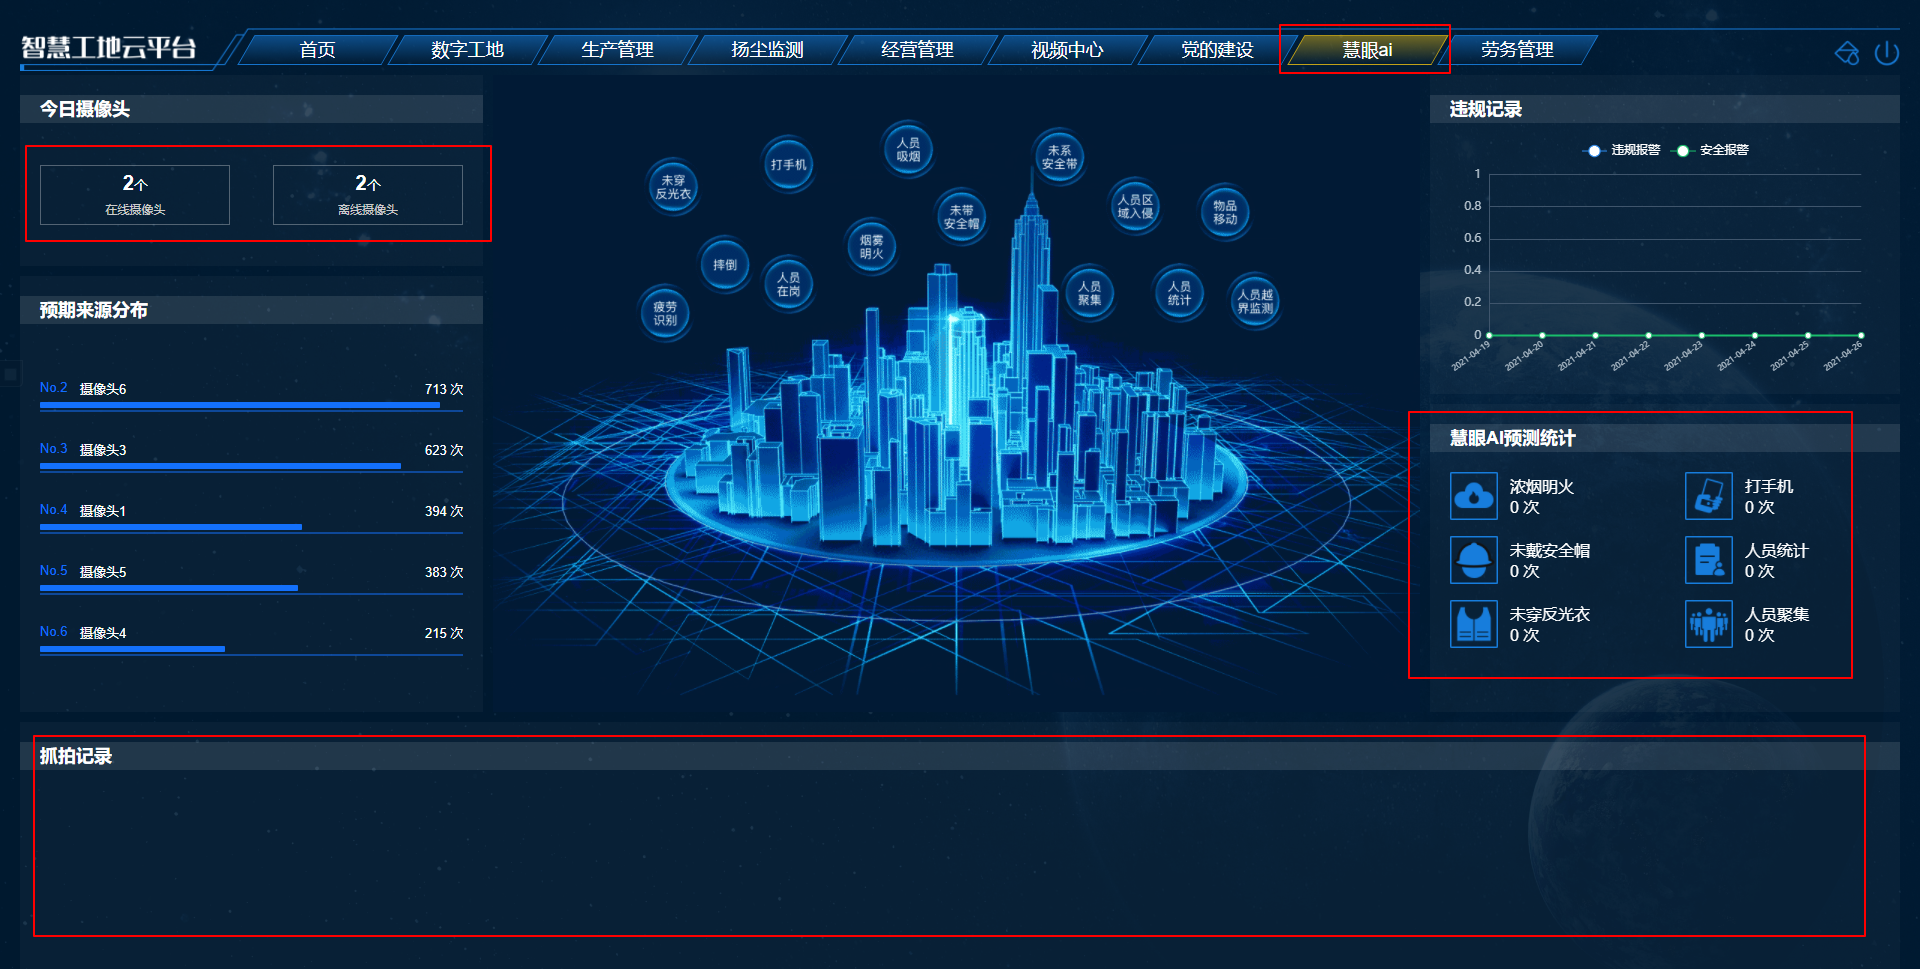 智慧工地云平台
首页
数字工地
生产管理
扬尘监测
经营管理
视频中心
党的建设
慧眼ai
劳务管理
今日摄像头
2个
在线摄像头
2个
离线摄像头
预期来源分布
No.2 摄像头6 713 次
No.3 摄像头3 623 次
No.4 摄像头1 394 次
No.5 摄像头5 383 次
No.6 摄像头4 215 次
未穿
反光衣
打手机
人员
吸烟
未系
安全带
未带
安全帽
人员区
域入侵
物品
移动
烟雾
明火
摔倒
人员
在岗
疲劳
识别
人员
聚集
人员
统计
人员越
界监测
违规记录
违规报警
安全报警
1
0.8
0.6
0.4
0.2
0
2021-04-19
2021-04-20
2021-04-21
2021-04-22
2021-04-23
2021-04-24
2021-04-25
2021-04-26
慧眼AI预测统计
浓烟明火
0 次
打手机
0 次
未戴安全帽
0 次
人员统计
0 次
未穿反光衣
0 次
人员聚集
0 次
抓拍记录